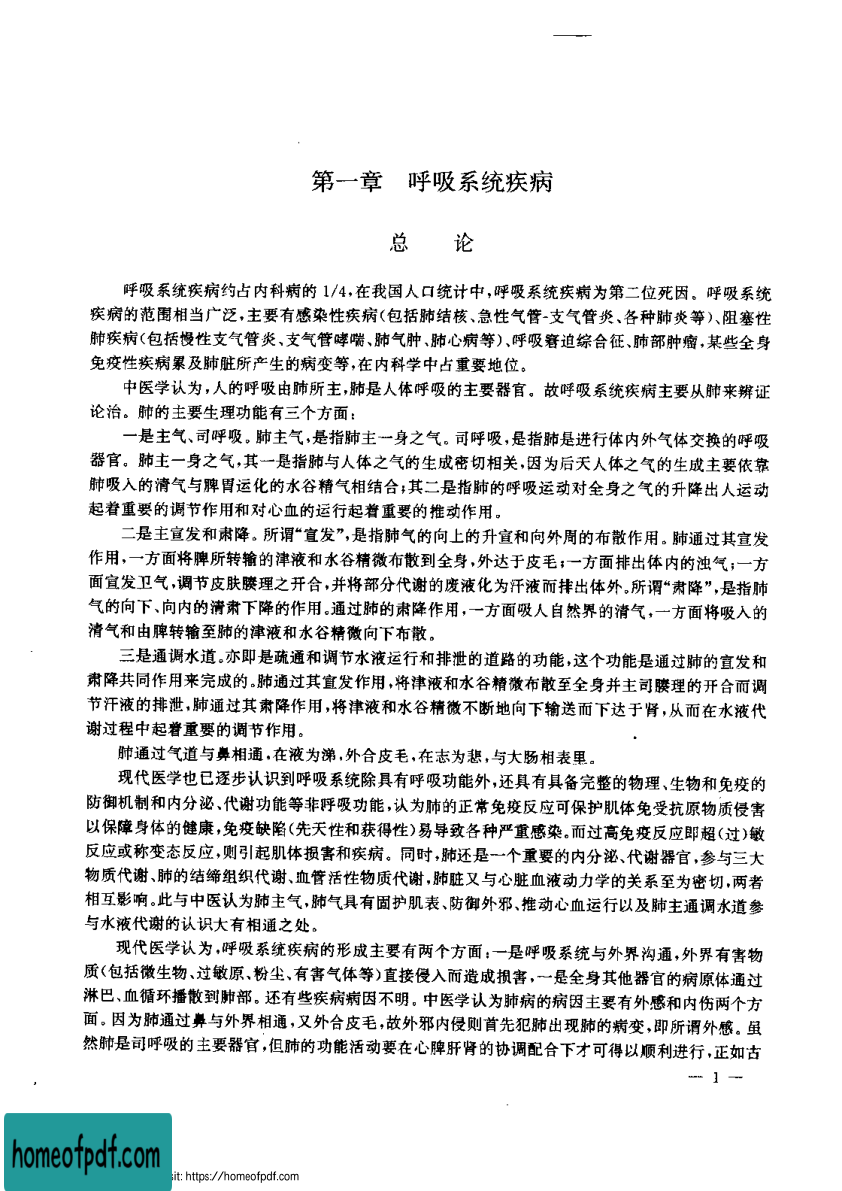 第一章 呼吸系统疾病
总 论
呼吸系统疾病约占内科病的 1/4,在我国人口统计中,呼吸系统疾病为第二位死因。呼吸系统
疾病的范围相当广泛,主要有感染性疾病(包括肺结核、急性气管-支气管炎、各种肺炎等)、阻塞性
肺疾病(包括慢性支气管炎、支气管哮喘、肺气肿、肺心病等)、呼吸窘迫综合征、肺部肿瘤,某些全身
免疫性疾病累及肺脏所产生的病变等,在内科学中占重要地位。
中医学认为,人的呼吸由肺所主,肺是人体呼吸的主要器官。故呼吸系统疾病主要从肺来辨证
论治。肺的主要生理功能有三个方面:
一是主气、司呼吸。肺主气,是指肺主一身之气。司呼吸,是指肺是进行体内外气体交换的呼吸
器官。肺主一身之气,其一是指肺与人体之气的生成密切相关,因为后天人体之气的生成主要依靠
肺吸入的清气与脾胃运化的水谷精气相结合;其二是指肺的呼吸运动对全身之气的升降出人运动
起着重要的调节作用和对心血的运行起着重要的推动作用。
二是主宣发和肃降。所谓“宣发”,是指肺气的向上的升宣和向外周的布散作用。肺通过其宣发
作用,一方面将脾所转输的津液和水谷精微布散到全身,外达于皮毛;一方面排出体内的浊气;一方
面宣发卫气,调节皮肤腠理之开合,并将部分代谢的废液化为汗液而排出体外。所谓“肃降”,是指肺
气的向下、向内的清肃下降的作用。通过肺的肃降作用,一方面吸人自然界的清气,一方面将吸入的
清气和由脾转输至肺的津液和水谷精微向下布散。
三是通调水道。亦即是疏通和调节水液运行和排泄的道路的功能,这个功能是通过肺的宣发和
肃降共同作用来完成的。肺通过其宣发作用,将津液和水谷精微布散至全身并主司腠理的开合而调
节汗液的排泄,肺通过其肃降作用,将津液和水谷精微不断地向下输送而下达于肾,从而在水液代
谢过程中起着重要的调节作用。
肺通过气道与鼻相通,在液为涕,外合皮毛,在志为悲,与大肠相表里。
现代医学也已逐步认识到呼吸系统除具有呼吸功能外,还具有具备完整的物理、生物和免疫的
防御机制和内分泌、代谢功能等非呼吸功能,认为肺的正常免疫反应可保护肌体免受抗原物质侵害
以保障身体的健康,免疫缺陷(先天性和获得性)易导致各种严重感染。而过高免疫反应即超(过)敏
反应或称变态反应,则引起肌体损害和疾病。同时,肺还是一个重要的内分泌、代谢器官,参与三大
物质代谢、肺的结缔组织代谢、血管活性物质代谢,肺脏又与心脏血液动力学的关系至为密切,两者
相互影响。此与中医认为肺主气,肺气具有固护肌表、防御外邪、推动心血运行以及肺主通调水道参
与水液代谢的认识大有相通之处。
现代医学认为,呼吸系统疾病的形成主要有两个方面:一是呼吸系统与外界沟通,外界有害物
质(包括微生物、过敏原、粉尘、有害气体等)直接侵入而造成损害,一是全身其他器官的病原体通过
淋巴、血循环播散到肺部。还有些疾病病因不明。中医学认为肺病的病因主要有外感和内伤两个方
面。因为肺通过鼻与外界相通,又外合皮毛,故外邪内侵则首先犯肺出现肺的病变,即所谓外感。虽
然肺是司呼吸的主要器官,但肺的功能活动要在心脾肝肾的协调配合下才可得以顺利进行,正如古
— 1 —
homeofpdf.com
sit: https://homeofpdf.com